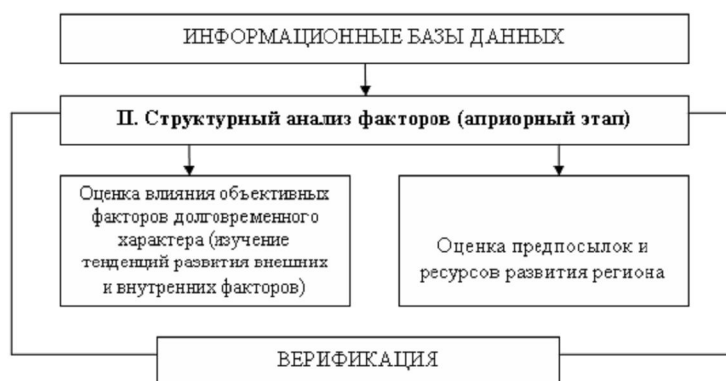 ИНФОРМАЦИОННЫЕ БАЗЫ ДАННЫХ
II. Структурный анализ факторов (априорный этап)
Оценка влияния объективных
факторов долговременного
характера (изучение
тенденций развития внешних
и внутренних факторов)
Оценка предпосылок и
ресурсов развития региона
ВЕРИФИКАЦИЯ